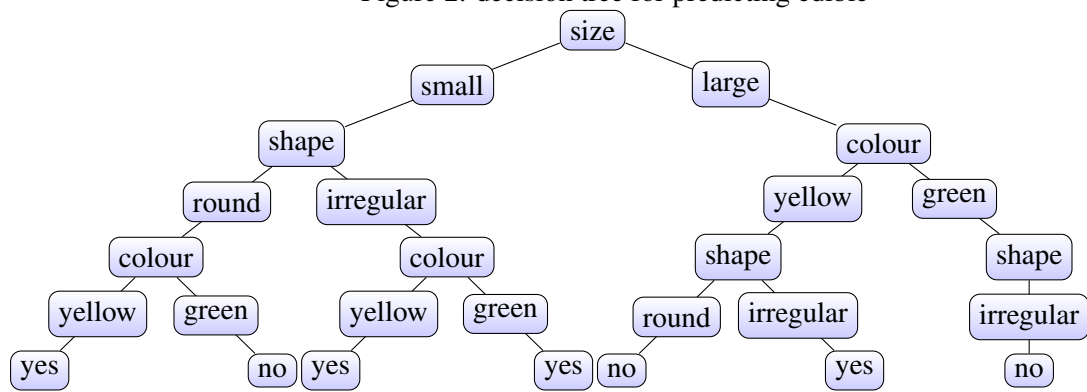 Figure 2: decision tree for predicting edible
size
small large
shape colour
round irregular yellow green
colour colour shape shape
yellow green yellow green round irregular irregular
yes no yes yes no yes no